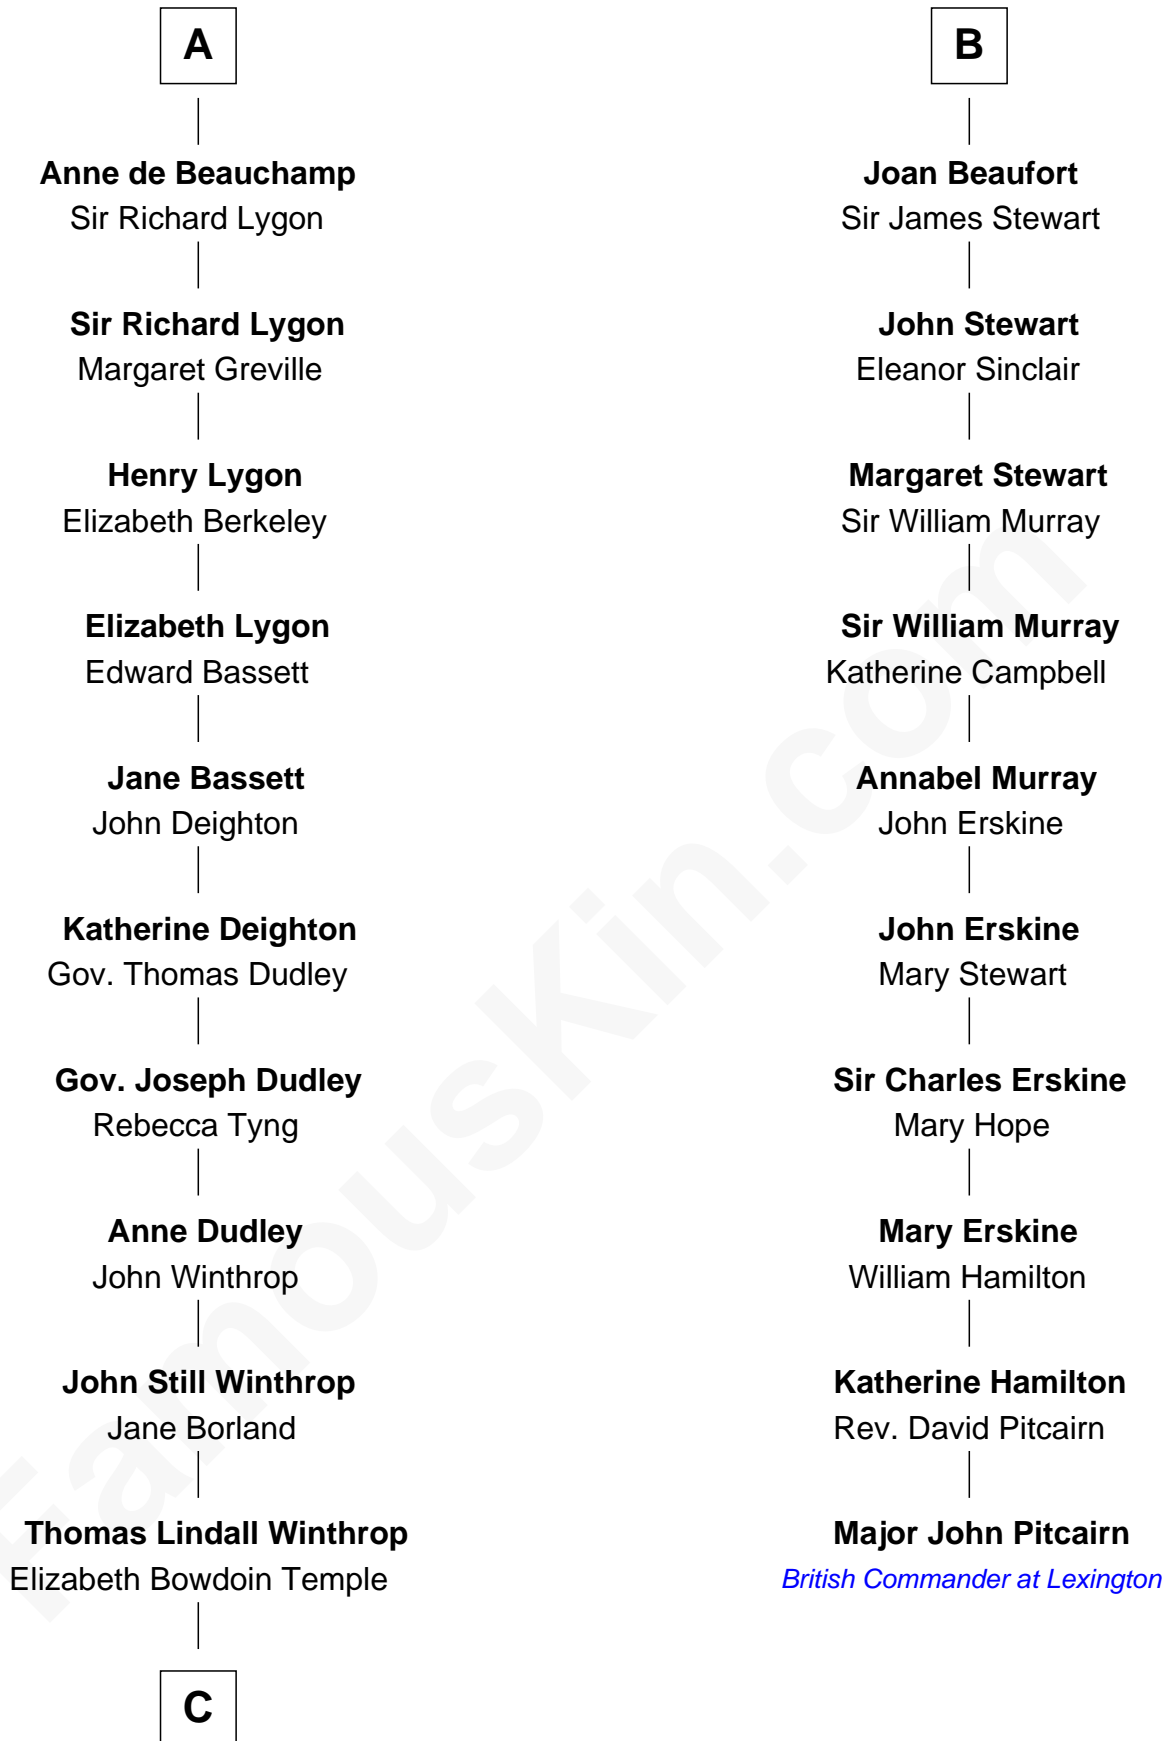 A
Anne de Beauchamp
Sir Richard Lygon
Sir Richard Lygon
Margaret Greville
Henry Lygon
Elizabeth Berkeley
Elizabeth Lygon
Edward Bassett
Jane Bassett
John Deighton
Katherine Deighton
Gov. Thomas Dudley
Gov. Joseph Dudley
Rebecca Tyng
Anne Dudley
John Winthrop
John Still Winthrop
Jane Borland
Thomas Lindall Winthrop
Elizabeth Bowdoin Temple
C
B
Joan Beaufort
Sir James Stewart
John Stewart
Eleanor Sinclair
Margaret Stewart
Sir William Murray
Sir William Murray
Katherine Campbell
Annabel Murray
John Erskine
John Erskine
Mary Stewart
Sir Charles Erskine
Mary Hope
Mary Erskine
William Hamilton
Katherine Hamilton
Rev. David Pitcairn
Major John Pitcairn
British Commander at Lexington
FamousKin.com